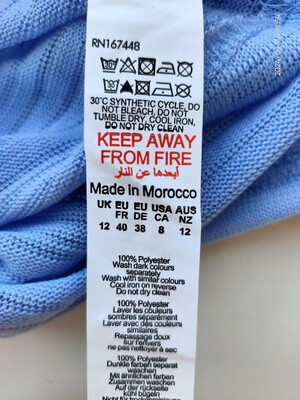 RN167448
30°C SYNTHETIC CYCLE, DO
NOT BLEACH, DO NOT
TUMBLE DRY, COOL IRON,
DO NOT DRY CLEAN
KEEP AWAY
FROM FIRE
أبعدها عن النار
Made in Morocco
UK EU EU USA AUS
FR DE CA NZ
12 40 38 8 12
100% Polyester
Wash dark colours
separately
Wash with similar colours
Cool iron on reverse
Do not dry clean
100% Polyester
Laver les couleurs
sombres séparément
Laver avec des couleurs
similaires
Repassage doux
sur l'envers
ne pas nettoyer à sec
100% Polyester
Dunkle farben separat
waschen
Mit ähnlichen farben
Zusammen waschen
Auf der rückseite
kühl bügeln